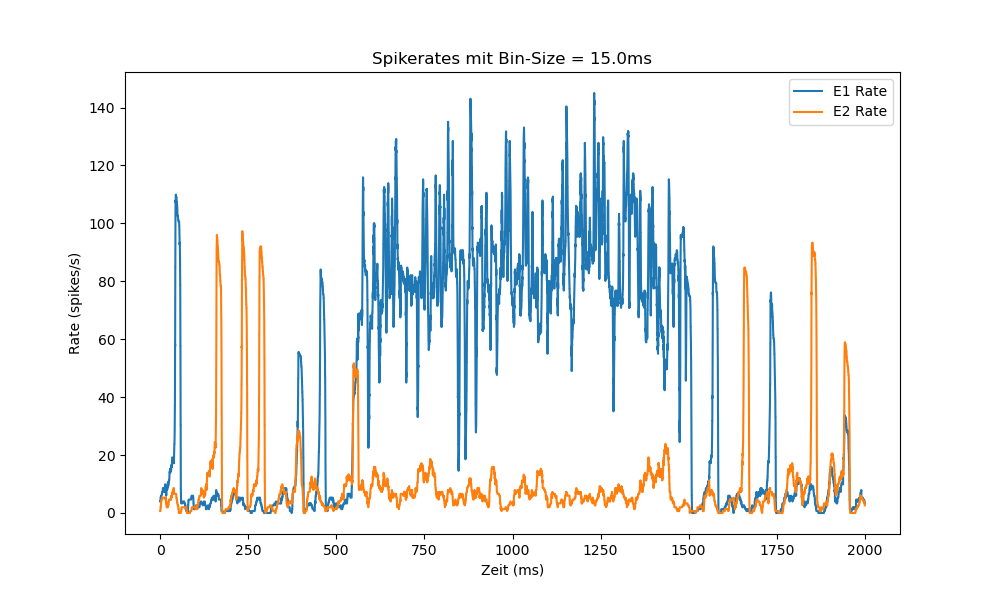 Spikerates mit Bin-Size = 15.0ms
E1 Rate
E2 Rate
Rate (spikes/s)
140
120
100
80
60
40
20
0
0 250 500 750 1000 1250 1500 1750 2000
Zeit (ms)